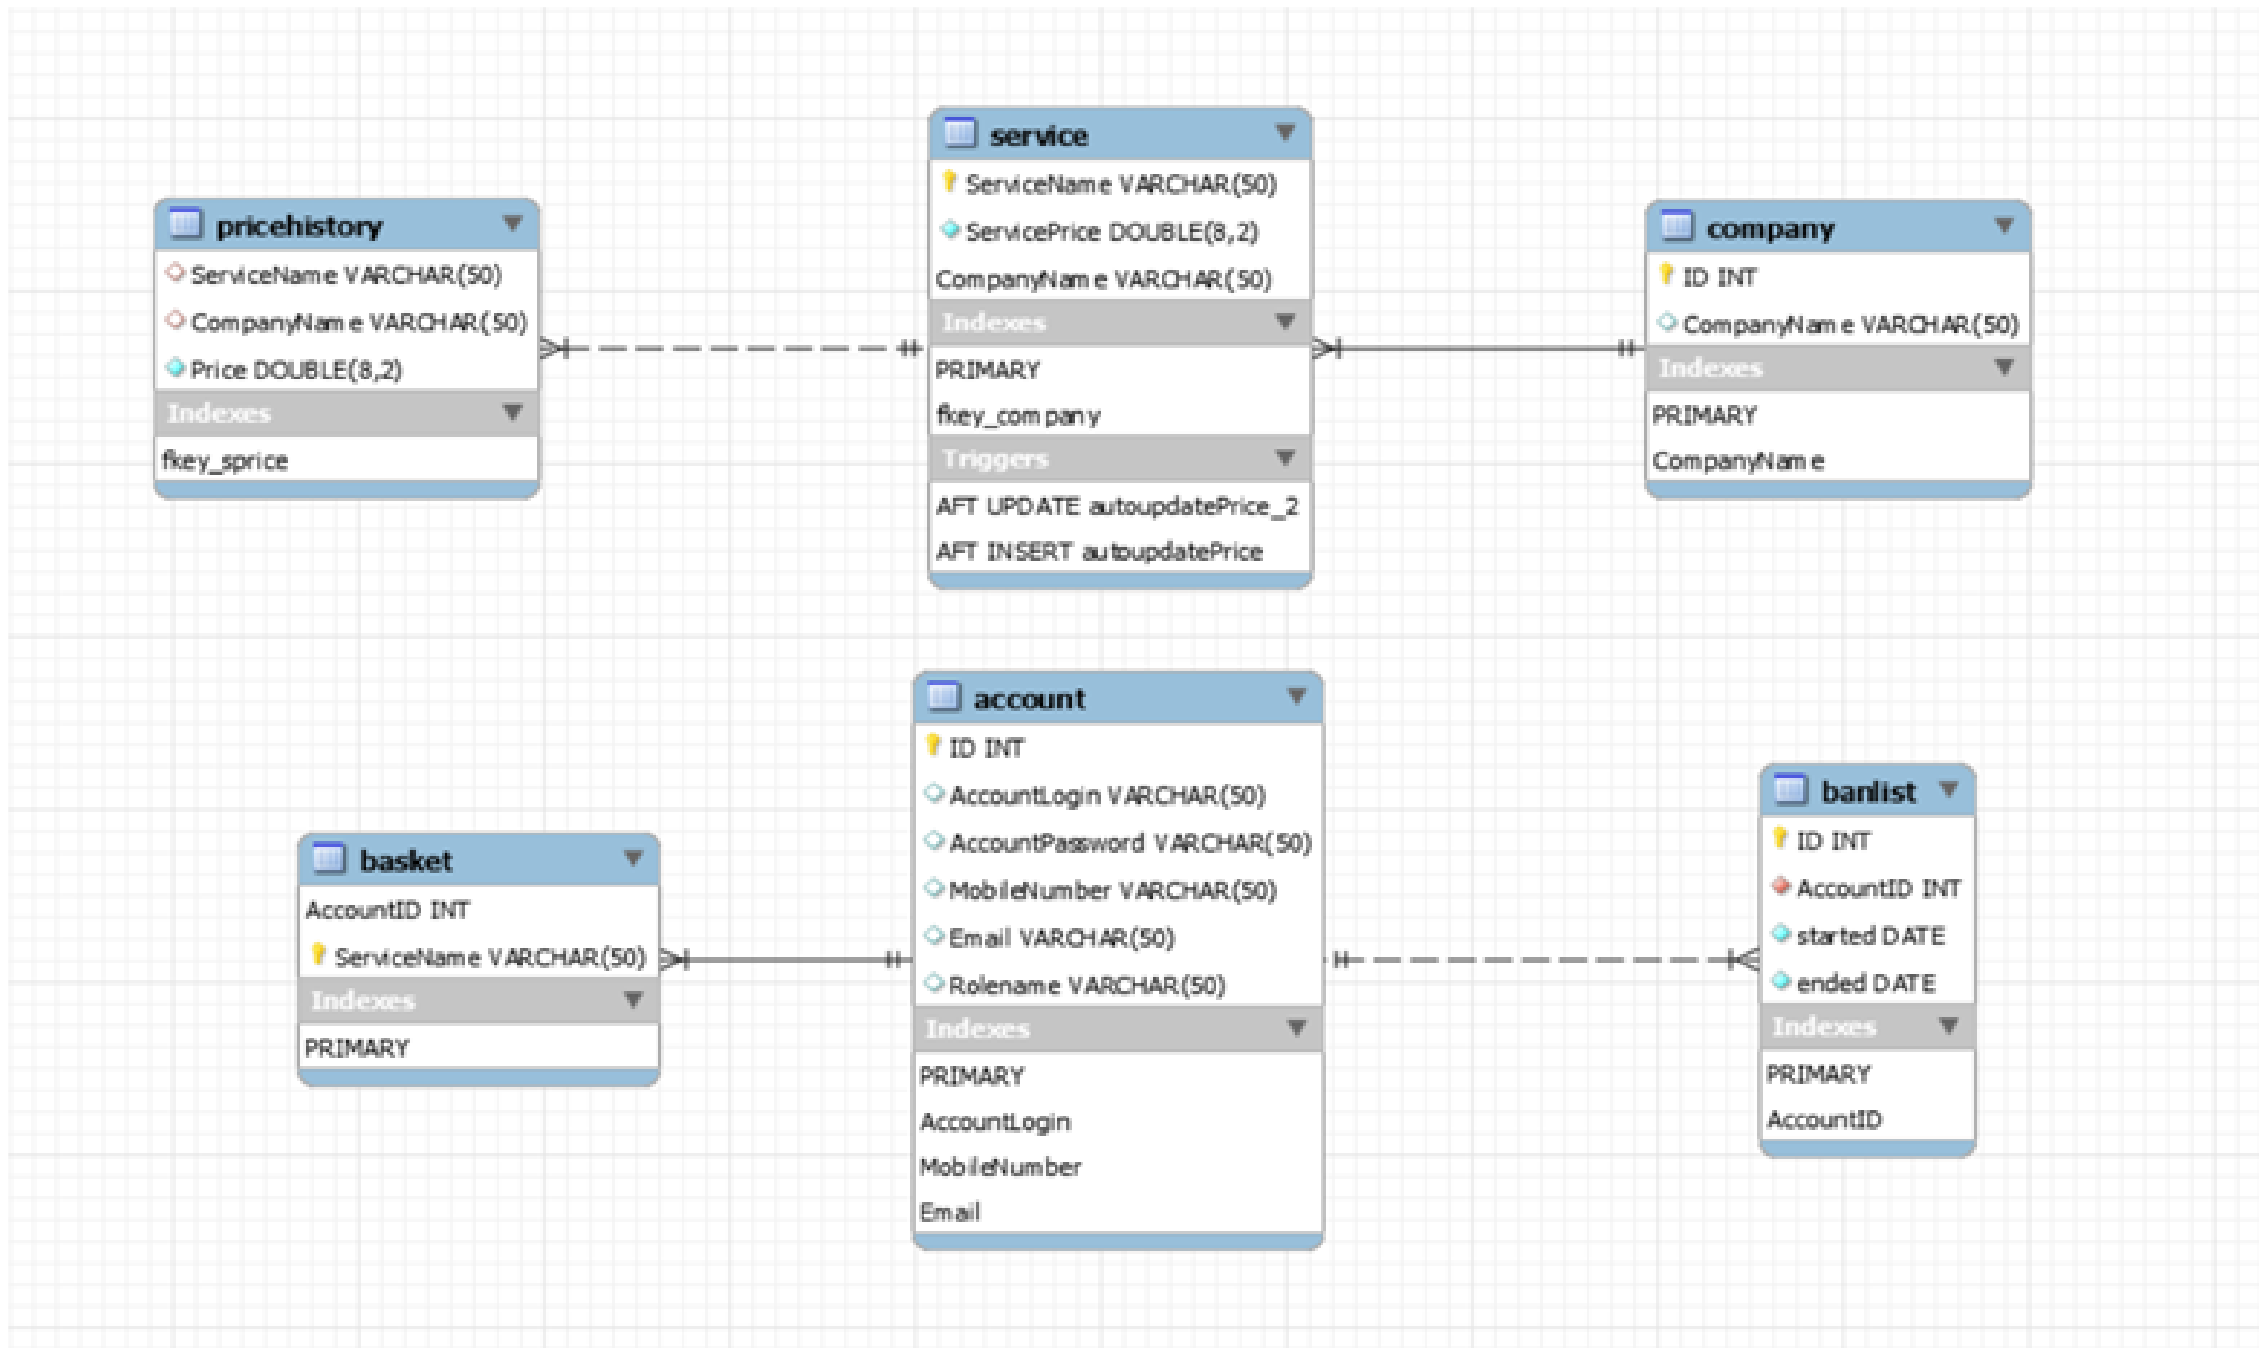 pricehistory
ServiceName VARCHAR(50)
CompanyName VARCHAR(50)
Price DOUBLE(8,2)
Indexes
fkey_sprice
service
ServiceName VARCHAR(50)
ServicePrice DOUBLE(8,2)
CompanyName VARCHAR(50)
Indexes
PRIMARY
fkey_company
Triggers
AFT UPDATE autoupdatePrice_2
AFT INSERT autoupdatePrice
company
ID INT
CompanyName VARCHAR(50)
Indexes
PRIMARY
CompanyName
basket
AccountID INT
ServiceName VARCHAR(50)
Indexes
PRIMARY
account
ID INT
AccountLogin VARCHAR(50)
AccountPassword VARCHAR(50)
MobileNumber VARCHAR(50)
Email VARCHAR(50)
Rolename VARCHAR(50)
Indexes
PRIMARY
AccountLogin
MobileNumber
Email
banlist
ID INT
AccountID INT
started DATE
ended DATE
Indexes
PRIMARY
AccountID